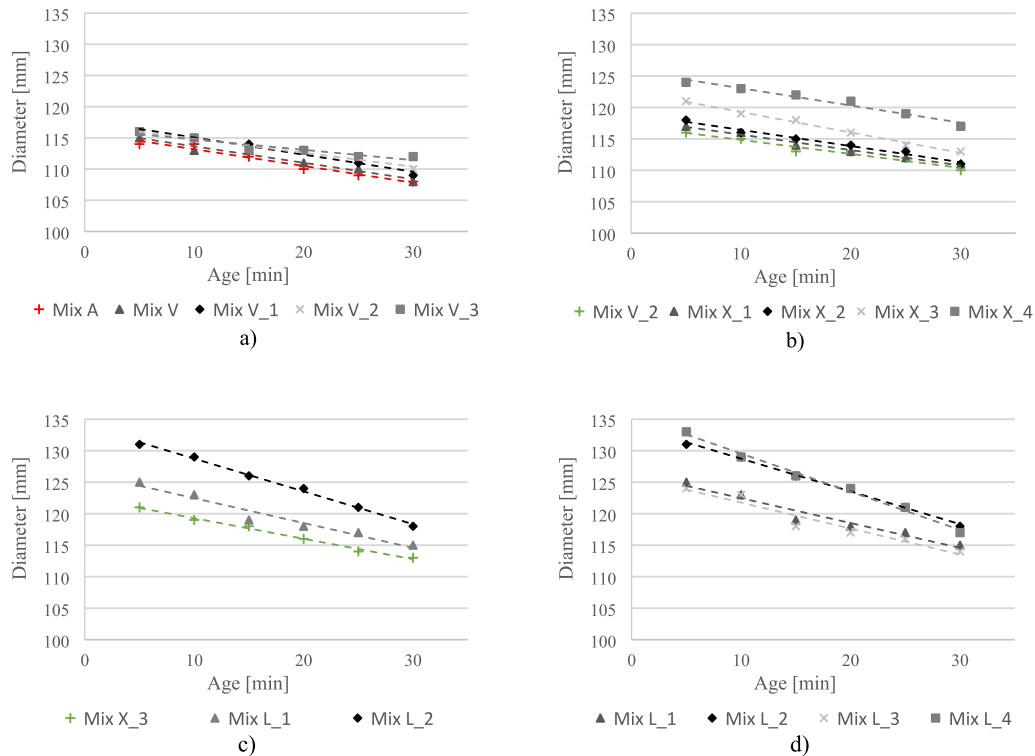 135
130
125
120
115
110
105
100
Diameter [mm]
0 10 20 30
Age [min]
Mix A Mix V Mix V_1 Mix V_2 Mix V_3
a)
135
130
125
120
115
110
105
100
Diameter [mm]
0 10 20 30
Age [min]
Mix V_2 Mix X_1 Mix X_2 Mix X_3 Mix X_4
b)
135
130
125
120
115
110
105
100
Diameter [mm]
0 10 20 30
Age [min]
Mix X_3 Mix L_1 Mix L_2
c)
135
130
125
120
115
110
105
100
Diameter [mm]
0 10 20 30
Age [min]
Mix L_1 Mix L_2 Mix L_3 Mix L_4
d)